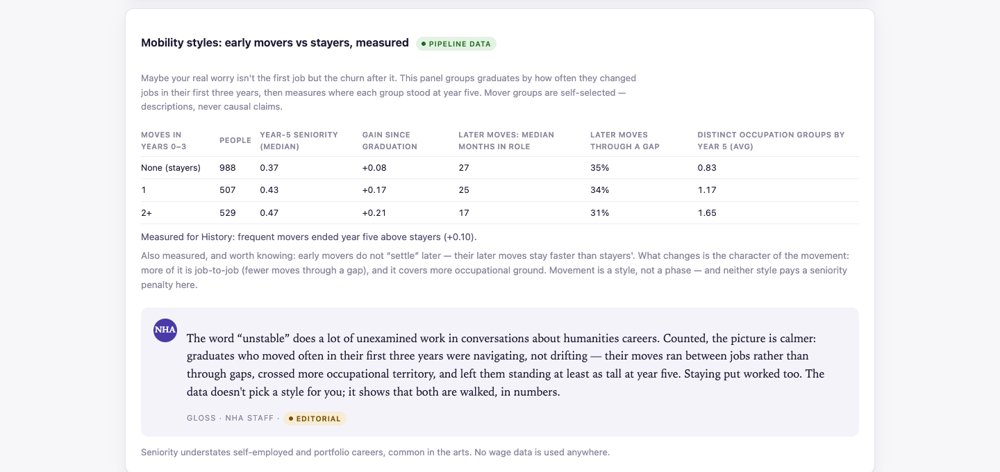 Mobility styles: early movers vs stayers, measured ● PIPELINE DATA
Maybe your real worry isn't the first job but the churn after it. This panel groups graduates by how often they changed
jobs in their first three years, then measures where each group stood at year five. Mover groups are self-selected —
descriptions, never causal claims.
MOVES IN YEARS 0–3 PEOPLE YEAR-5 SENIORITY (MEDIAN) GAIN SINCE GRADUATION LATER MOVES: MEDIAN MONTHS IN ROLE LATER MOVES THROUGH A GAP DISTINCT OCCUPATION GROUPS BY YEAR 5 (AVG)
None (stayers) 988 0.37 +0.08 27 35% 0.83
1 507 0.43 +0.17 25 34% 1.17
2+ 529 0.47 +0.21 17 31% 1.65
Measured for History: frequent movers ended year five above stayers (+0.10).
Also measured, and worth knowing: early movers do not “settle” later — their later moves stay faster than stayers'. What changes is the character of the movement:
more of it is job-to-job (fewer moves through a gap), and it covers more occupational ground. Movement is a style, not a phase — and neither style pays a seniority
penalty here.
NHA
The word “unstable” does a lot of unexamined work in conversations about humanities careers. Counted, the picture is calmer:
graduates who moved often in their first three years were navigating, not drifting — their moves ran between jobs rather than
through gaps, crossed more occupational territory, and left them standing at least as tall at year five. Staying put worked too. The
data doesn't pick a style for you; it shows that both are walked, in numbers.
GLOSS · NHA STAFF · ● EDITORIAL
Seniority understates self-employed and portfolio careers, common in the arts. No wage data is used anywhere.